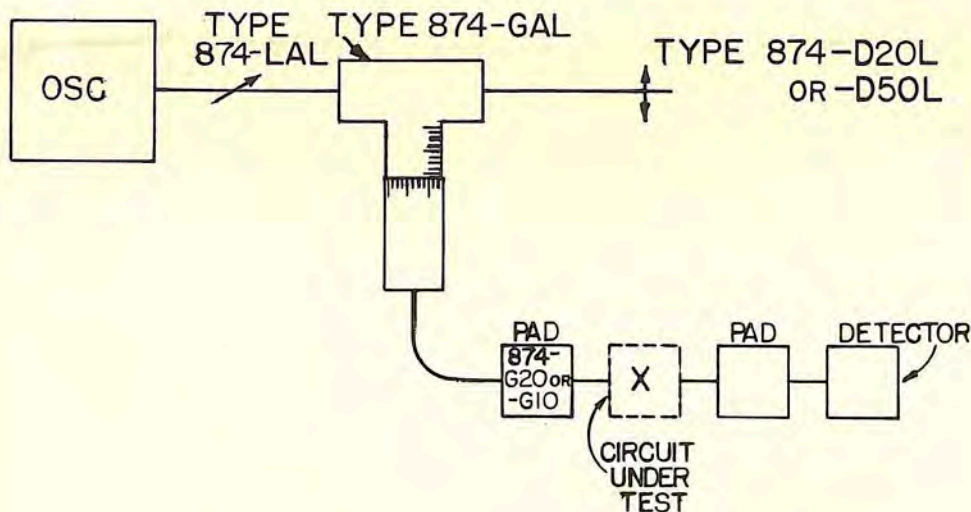 TYPE
874-LAL
TYPE 874-GAL
TYPE 874-D20L
OR -D50L
OSC
PAD
874-
G20 OR
-G10
X
PAD
DETECTOR
CIRCUIT
UNDER
TEST